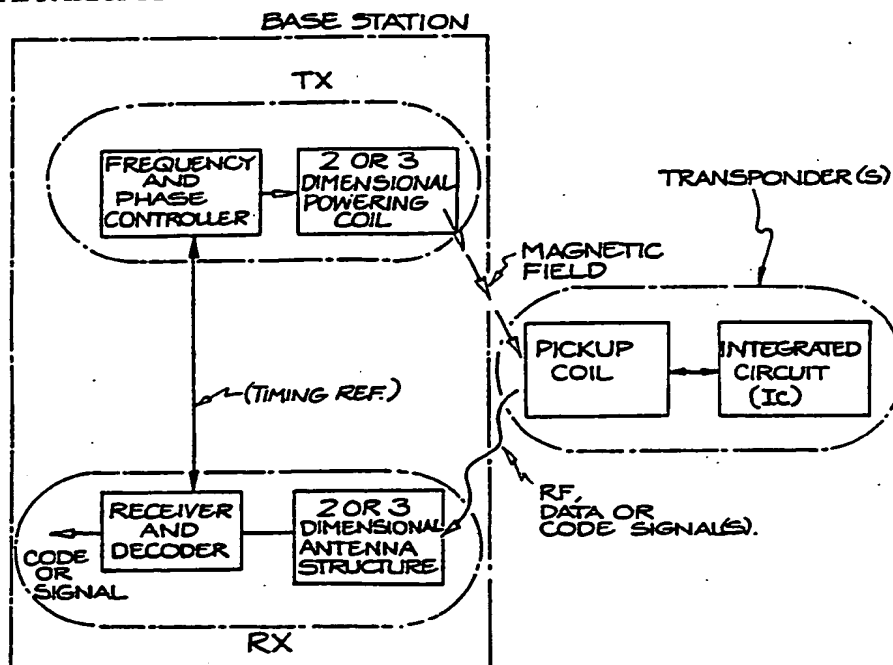 BASE STATION
TX
FREQUENCY
AND
PHASE
CONTROLLER
2 OR 3
DIMENSIONAL
POWERING
COIL
TRANSPONDER(S)
MAGNETIC
FIELD
PICKUP
COIL
INTEGRATED
CIRCUIT
(IC)
(TIMING REF.)
RF,
DATA OR
CODE SIGNAL(S).
RECEIVER
AND
DECODER
2 OR 3
DIMENSIONAL
ANTENNA
STRUCTURE
CODE
OR
SIGNAL
RX